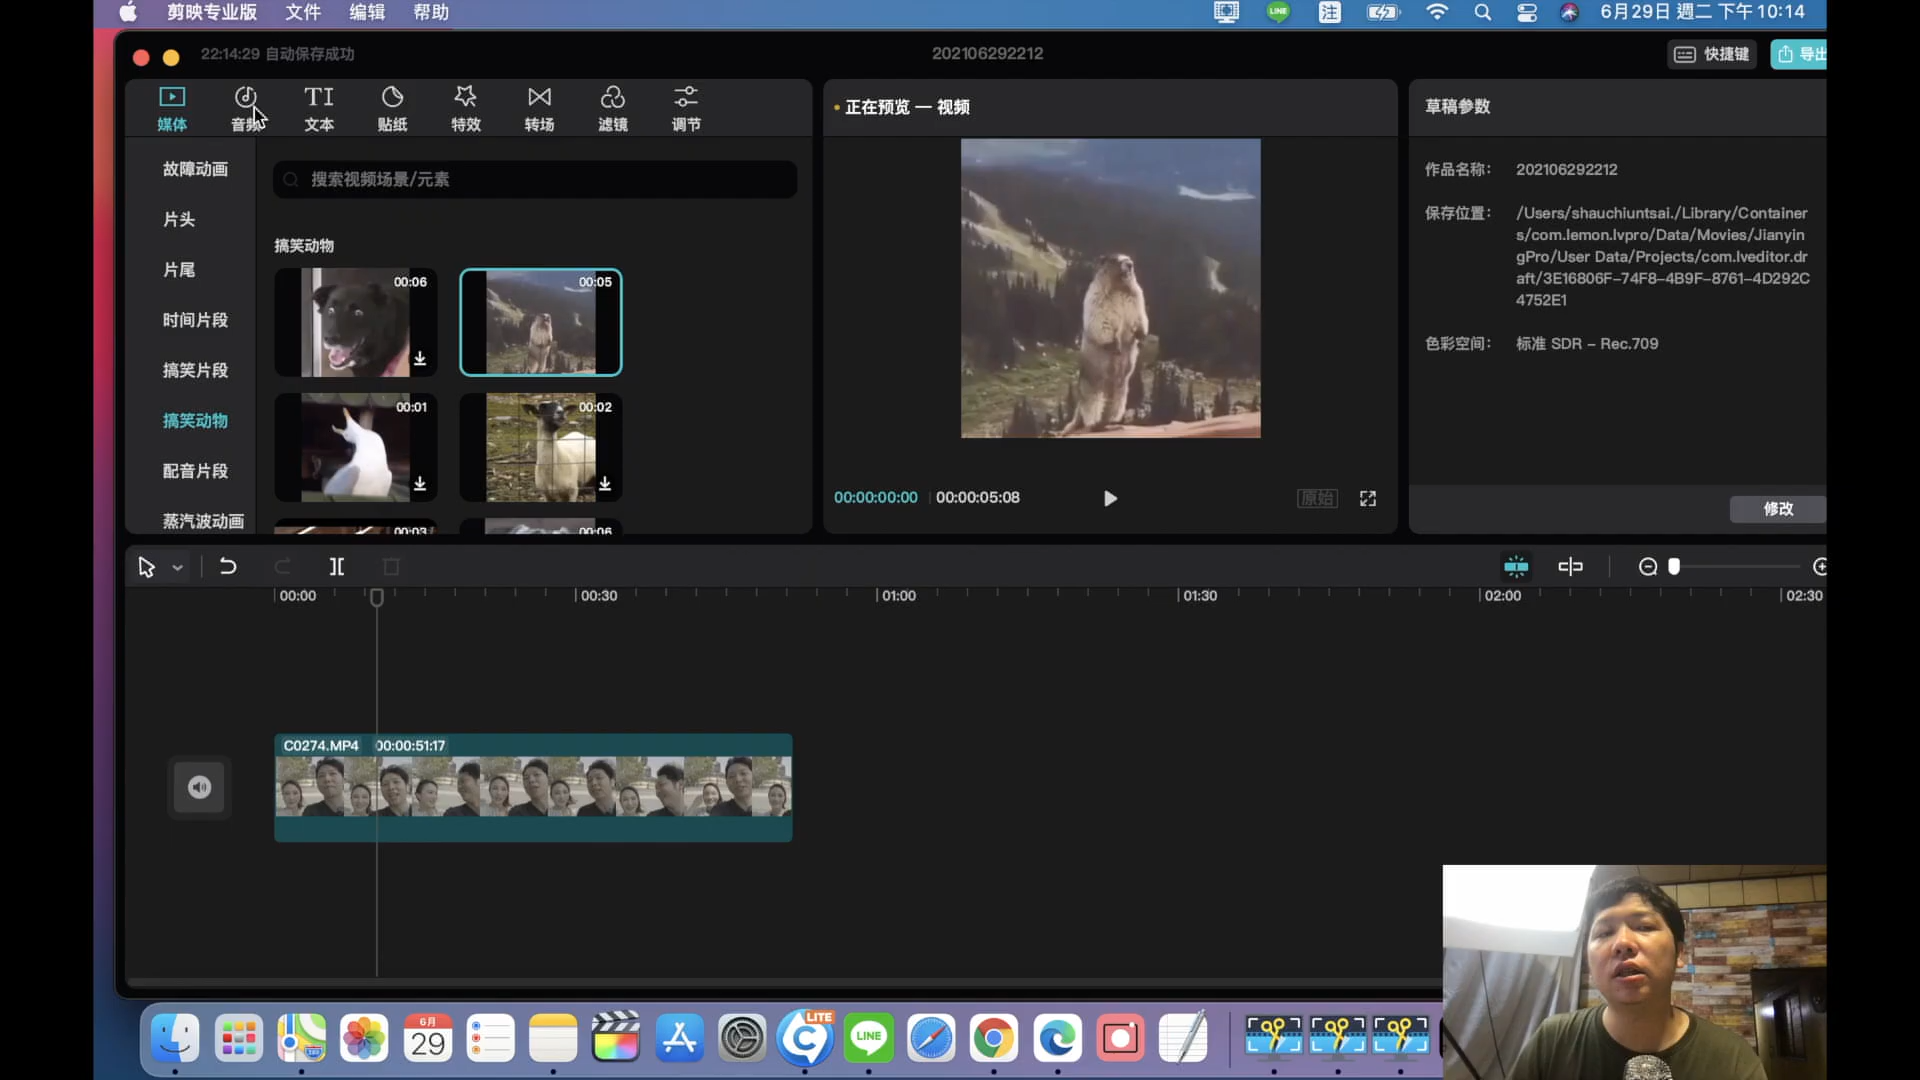 剪映专业版 文件 编辑 帮助
LINE 注 6月29日 週二 下午10:14
22:14:29 自动保存成功
202106292212
快捷键
导出
媒体 音频 TI 文本 贴纸 特效 转场 滤镜 调节
故障动画
片头
片尾
时间片段
搞笑片段
搞笑动物
配音片段
蒸汽波动画
搜索视频场景/元素
搞笑动物
00:06
00:05
00:01
00:02
00:03
00:06
正在预览 — 视频
00:00:00:00 00:00:05:08
原始
草稿参数
作品名称: 202106292212
保存位置: /Users/shauchiuntsai./Library/Container
s/com.lemon.lvpro/Data/Movies/Jianyin
gPro/User Data/Projects/com.lveditor.dr
aft/3E16806F-74F8-4B9F-8761-4D292C
4752E1
色彩空间: 标准 SDR – Rec.709
修改
00:00 00:30 01:00 01:30 02:00 02:30
C0274.MP4 00:00:51:17
6月
29
LITE
LINE